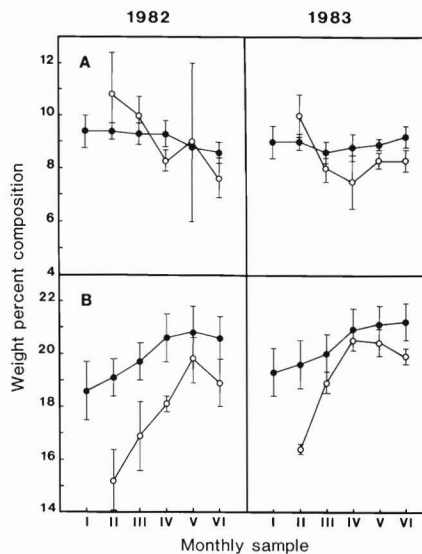 1982 1983
A
12
10
8
6
4
B
22
20
18
16
14
Weight percent composition
I II III IV V VI I II III IV V VI
Monthly sample